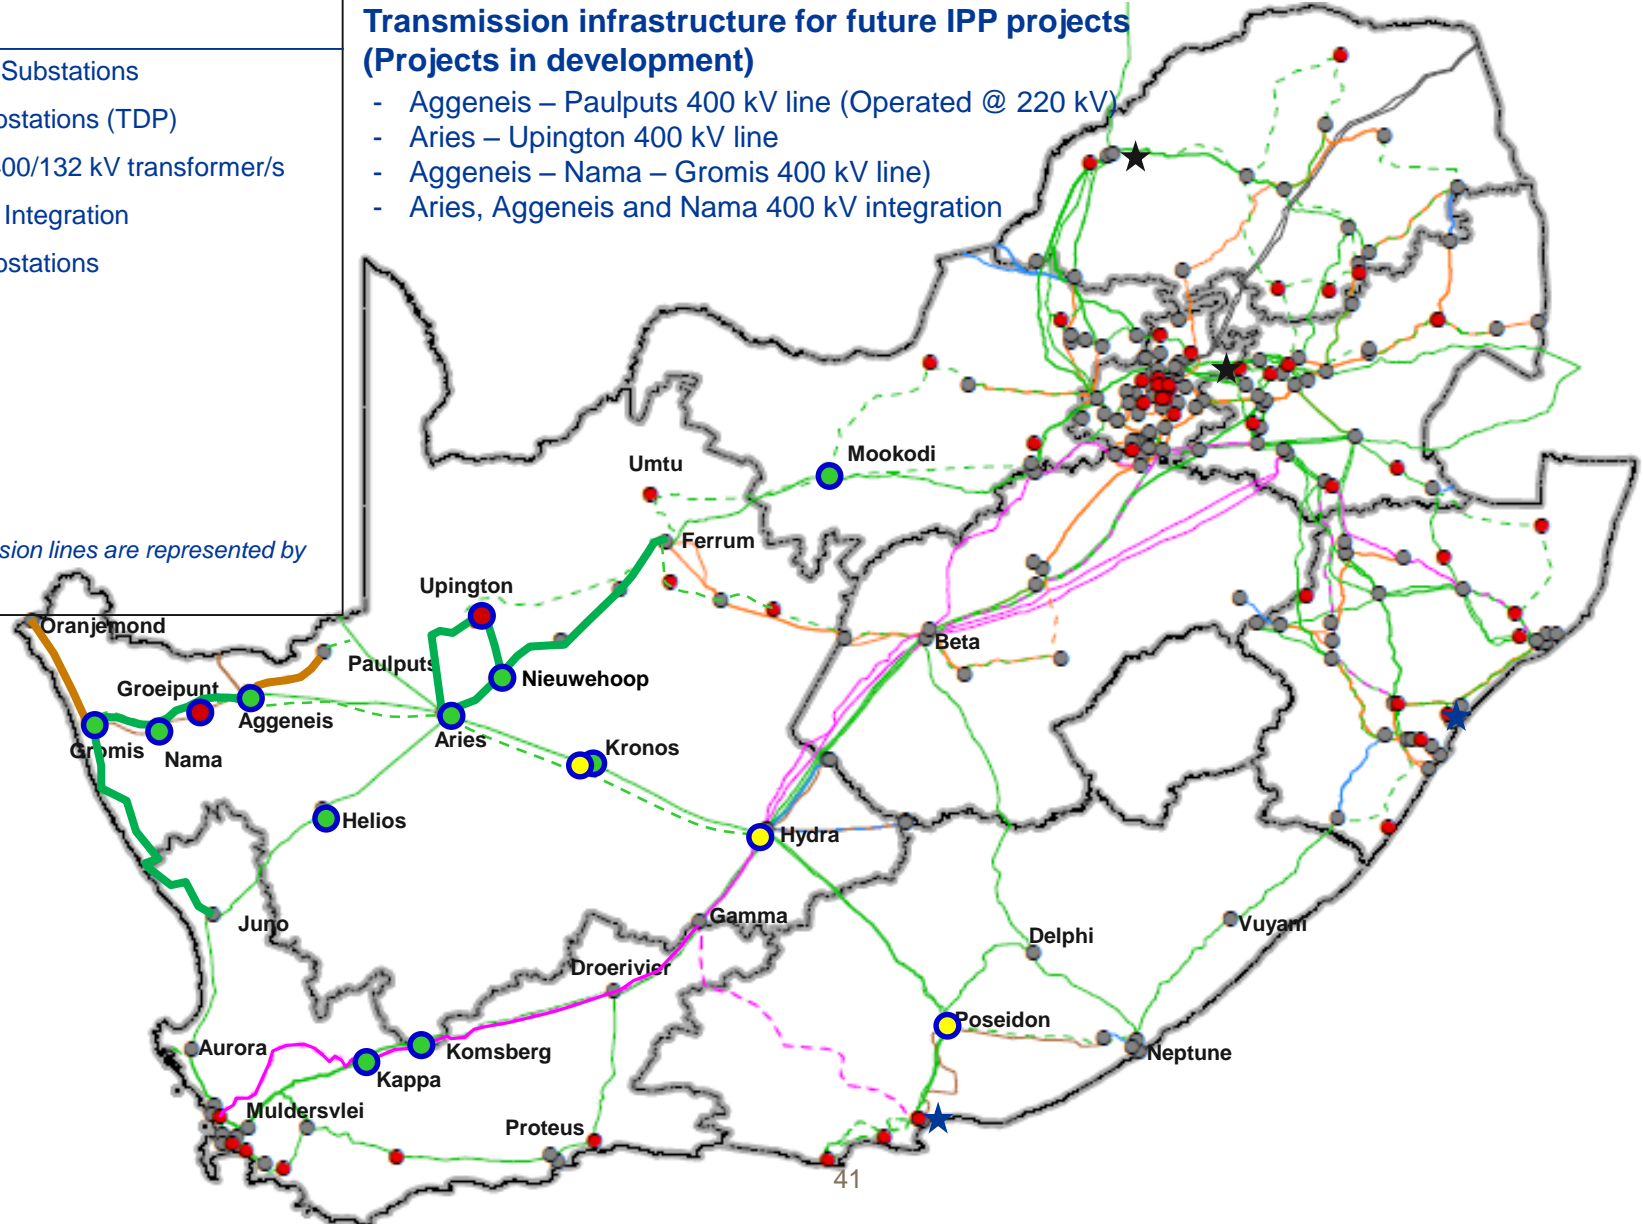 Substations
ostations (TDP)
400/132 kV transformer/s
Integration
ostations
sion lines are represented by
Transmission infrastructure for future IPP projects
(Projects in development)
- Aggeneis – Paulputs 400 kV line (Operated @ 220 kV)
- Aries – Upington 400 kV line
- Aggeneis – Nama – Gromis 400 kV line)
- Aries, Aggeneis and Nama 400 kV integration
Mookodi
Umtu
Ferrum
Upington
Oranjemond
Beta
Paulputs
Nieuwehoop
Groeipunt
Aggeneis
Aries
Gromis
Nama
Kronos
Helios
Hydra
Juno
Gamma
Vuyani
Delphi
Droerivier
Poseidon
Aurora
Komsberg
Neptune
Kappa
Muldersvlei
Proteus
41